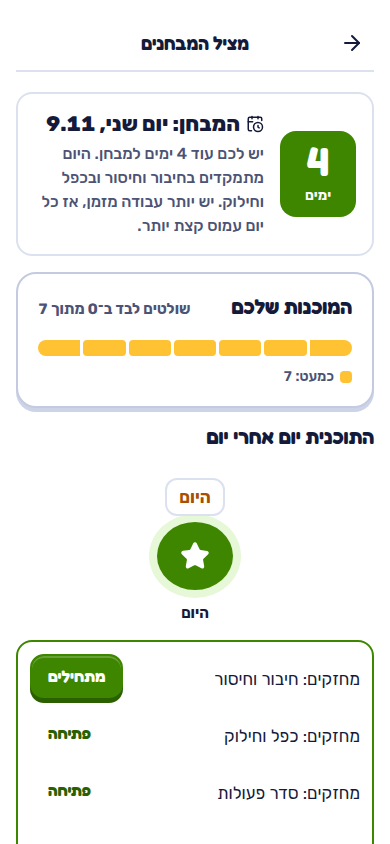 מציל המבחנים
המבחן: יום שני, 9.11
יש לכם עוד 4 ימים למבחן. היום
מתמקדים בחיבור וחיסור ובכפל
וחילוק. יש יותר עבודה מזמן, אז כל
יום עמוס קצת יותר.
4
ימים
המוכנות שלכם
שולטים לבד ב־0 מתוך 7
כמעט: 7
התוכנית יום אחרי יום
היום
היום
מחזקים: חיבור וחיסור
מתחילים
מחזקים: כפל וחילוק
פתיחה
מחזקים: סדר פעולות
פתיחה